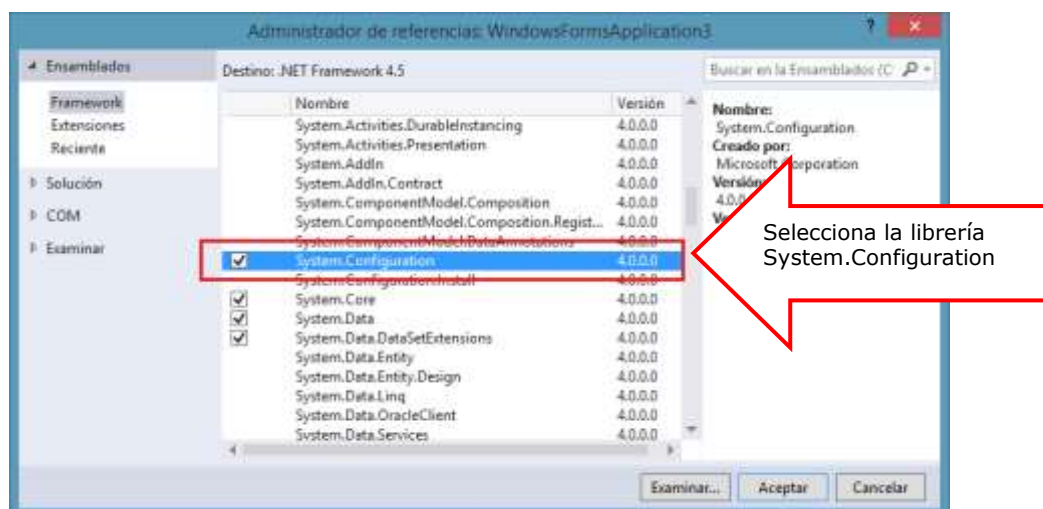 Administrador de referencias: WindowsFormsApplication3
?
Ensamblados
Destino: .NET Framework 4.5
Buscar en la Ensamblados (C
Framework
Extensiones
Reciente
Solución
COM
Examinar
Nombre Versión
System.Activities.DurableInstancing 4.0.0.0
System.Activities.Presentation 4.0.0.0
System.AddIn 4.0.0.0
System.AddIn.Contract 4.0.0.0
System.ComponentModel.Composition 4.0.0.0
System.ComponentModel.Composition.Regist... 4.0.0.0
System.ComponentModel.DataAnnotations 4.0.0.0
System.Configuration 4.0.0.0
System.Configuration.Install 4.0.0.0
System.Core 4.0.0.0
System.Data 4.0.0.0
System.Data.DataSetExtensions 4.0.0.0
System.Data.Entity 4.0.0.0
System.Data.Entity.Design 4.0.0.0
System.Data.Linq 4.0.0.0
System.Data.OracleClient 4.0.0.0
System.Data.Services 4.0.0.0
Nombre:
System.Configuration
Creado por:
Microsoft Corporation
Versión
Selecciona la librería
System.Configuration
Examinar...
Aceptar
Cancelar